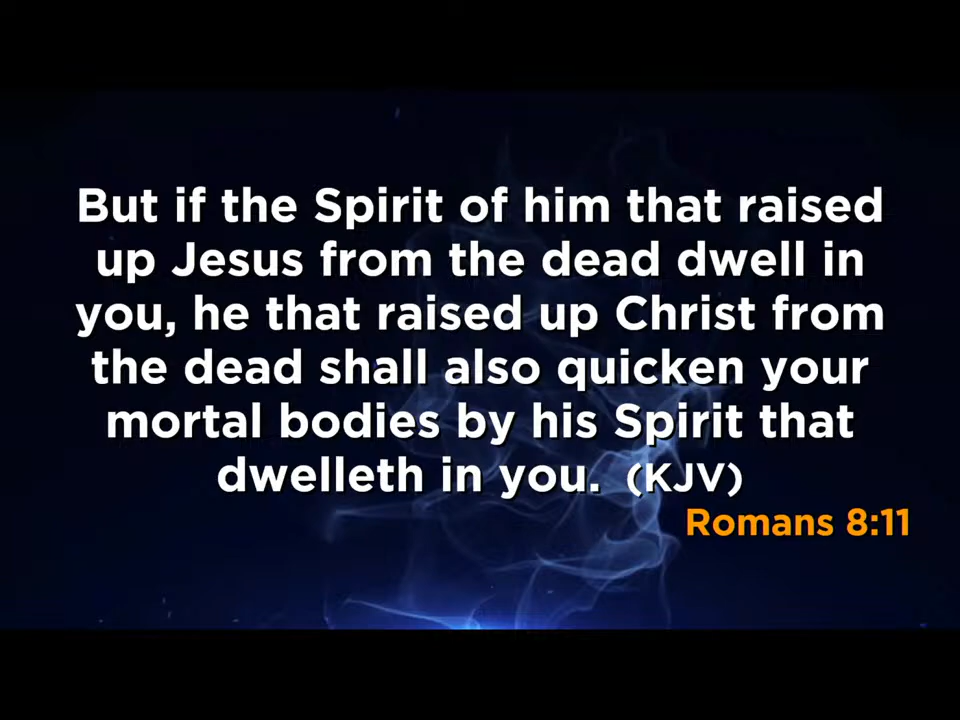 But if the Spirit of him that raised
up Jesus from the dead dwell in
you, he that raised up Christ from
the dead shall also quicken your
mortal bodies by his Spirit that
dwelleth in you. (KJV)
Romans 8:11